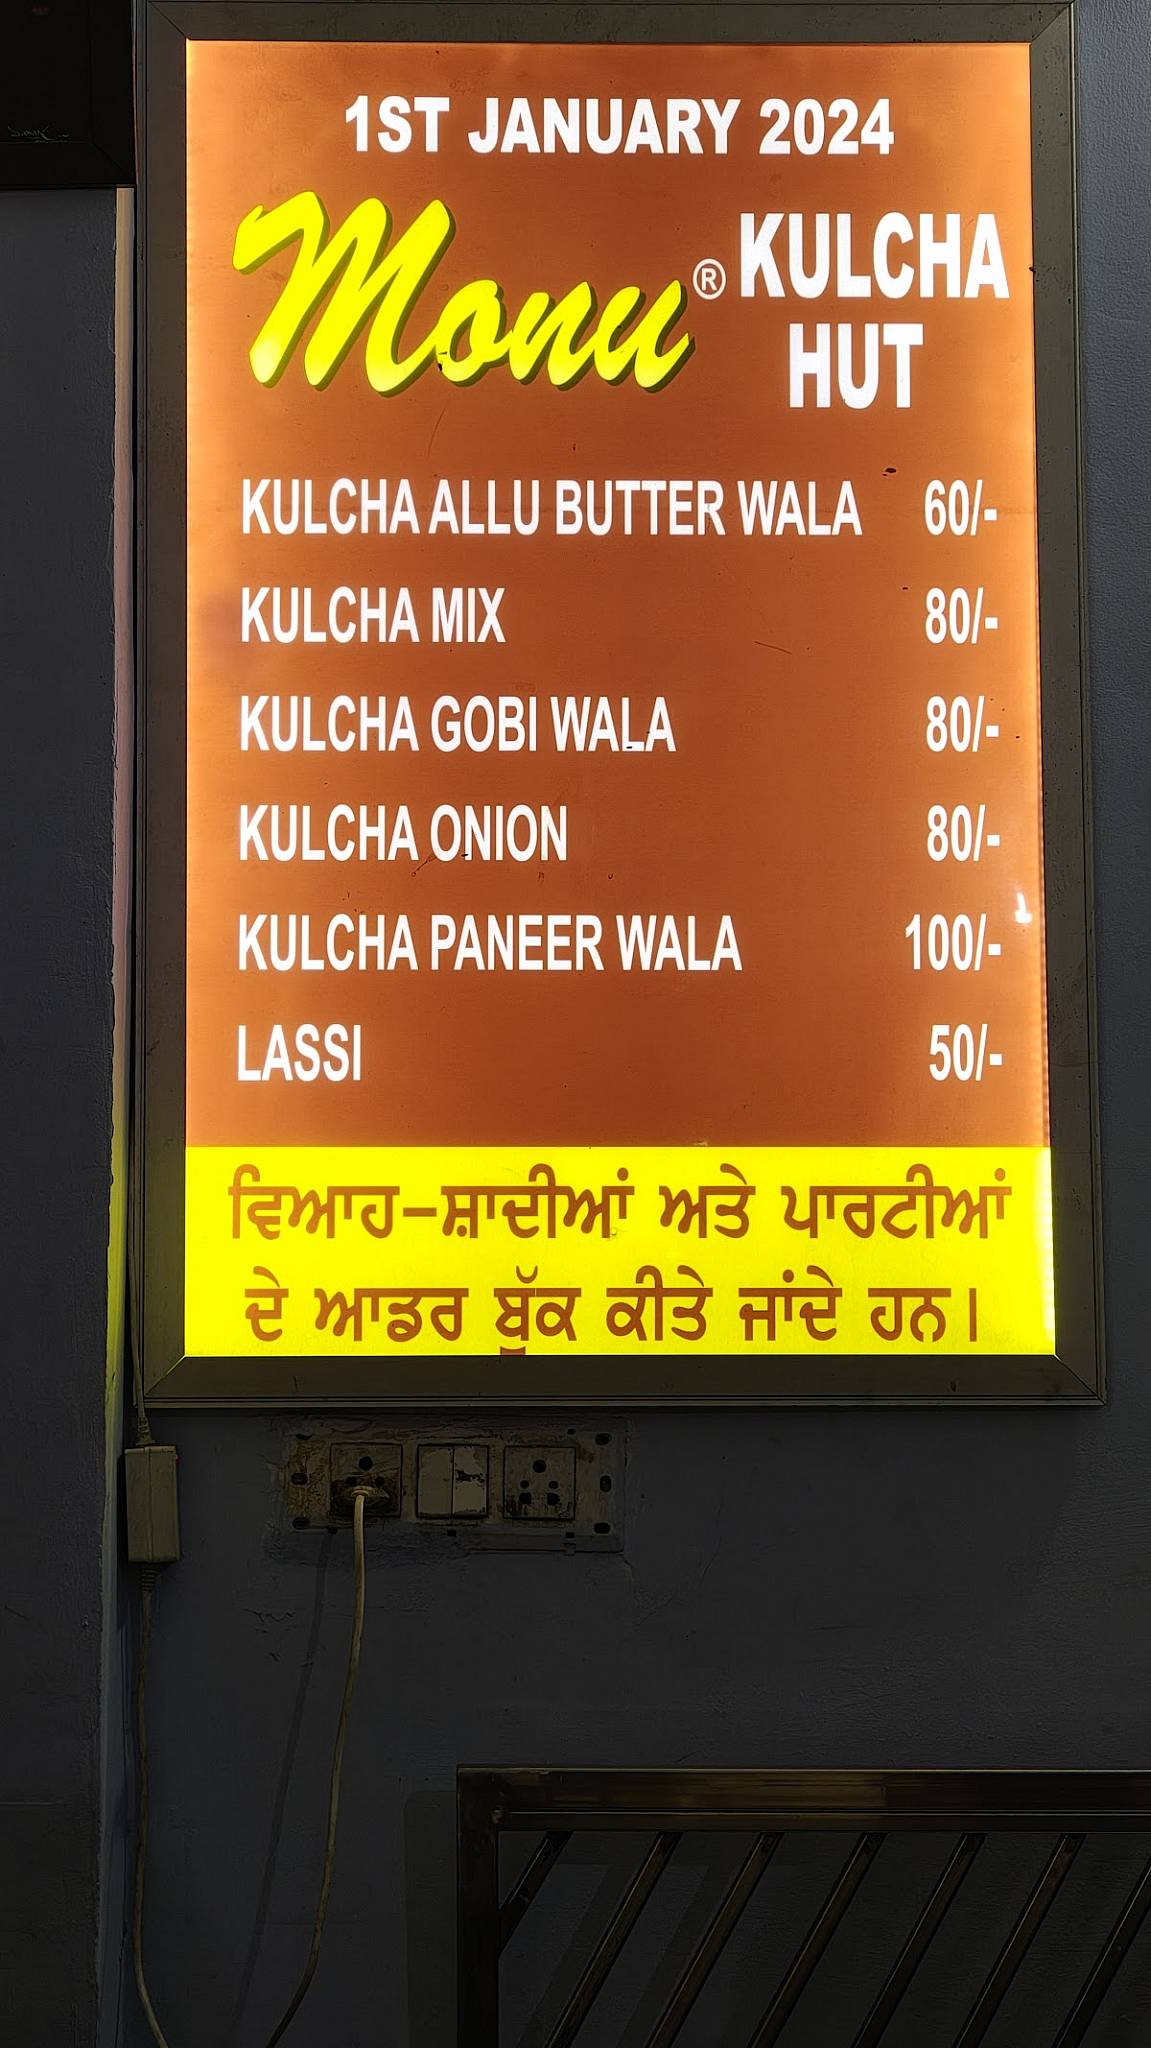 1ST JANUARY 2024
Monu® KULCHA
HUT
KULCHA ALLU BUTTER WALA 60/-
KULCHA MIX 80/-
KULCHA GOBI WALA 80/-
KULCHA ONION 80/-
KULCHA PANEER WALA 100/-
LASSI 50/-
ਵਿਆਹ-ਸ਼ਾਦੀਆਂ ਅਤੇ ਪਾਰਟੀਆਂ
ਦੇ ਆਡਰ ਬੁੱਕ ਕੀਤੇ ਜਾਂਦੇ ਹਨ।